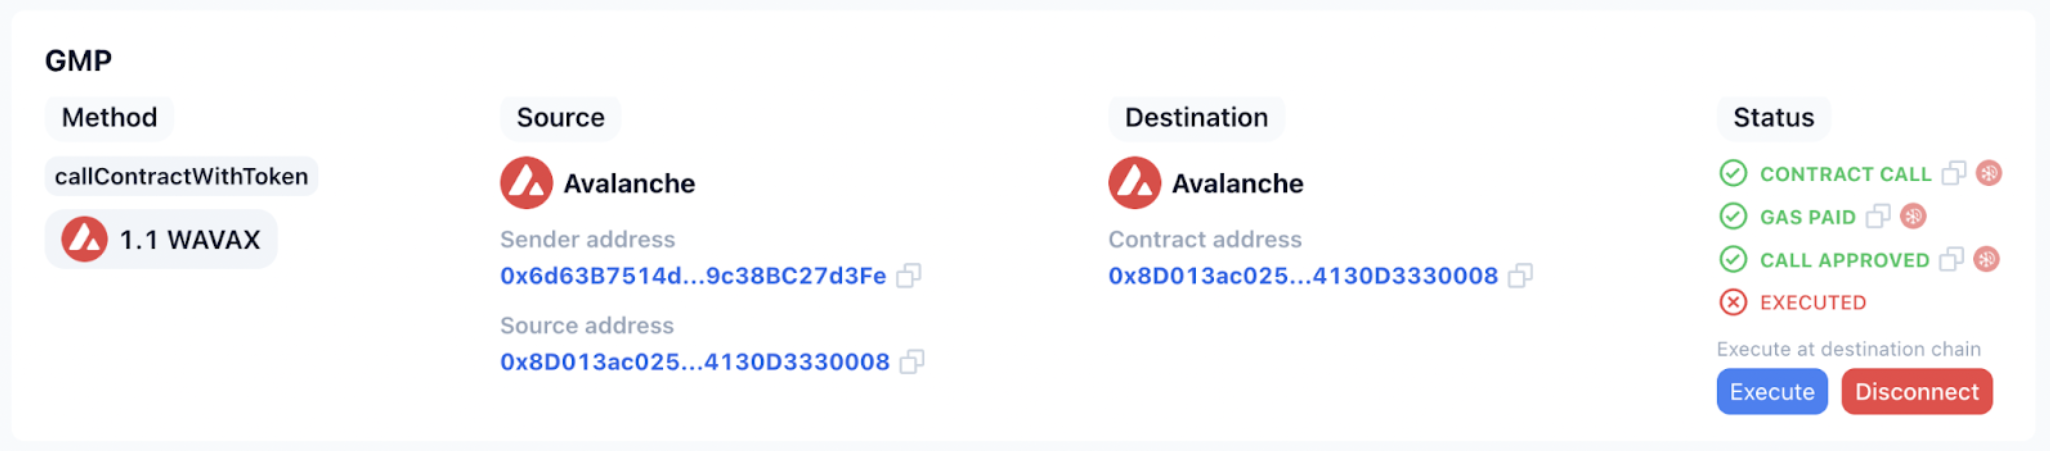 GMP
Method
callContractWithToken
1.1 WAVAX
Source
Avalanche
Sender address
0x6d63B7514d...9c38BC27d3Fe
Source address
0x8D013ac025...4130D3330008
Destination
Avalanche
Contract address
0x8D013ac025...4130D3330008
Status
CONTRACT CALL
GAS PAID
CALL APPROVED
EXECUTED
Execute at destination chain
Execute
Disconnect